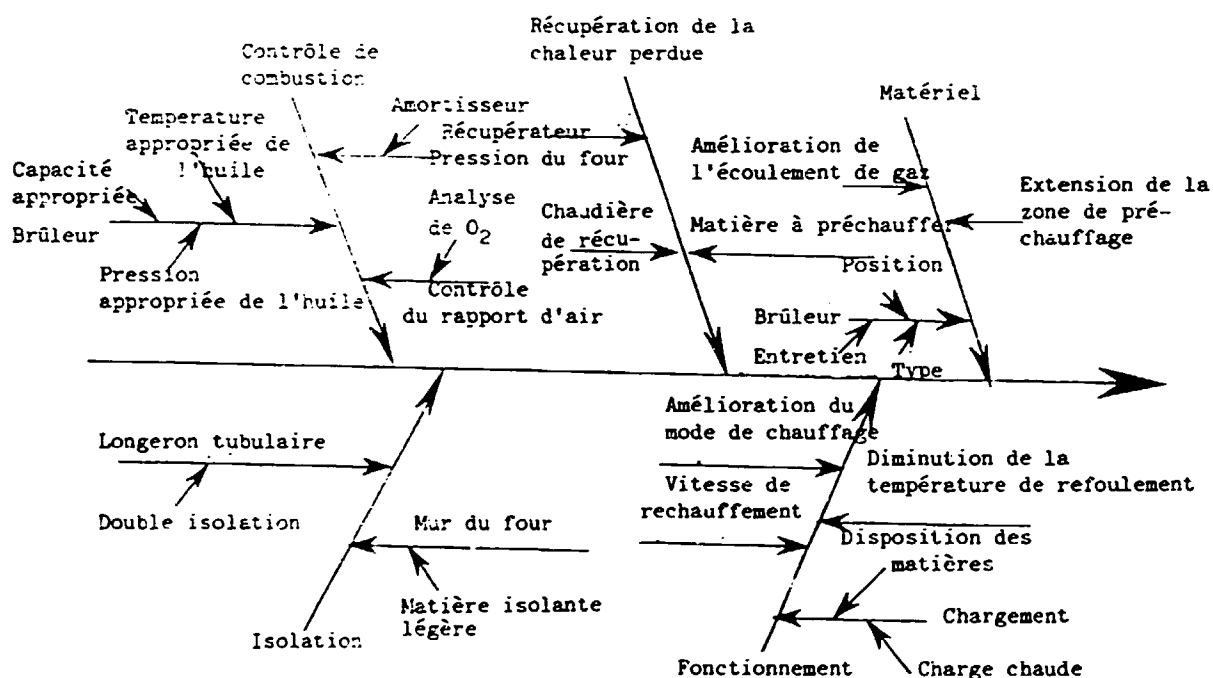 Récupération de la
chaleur perdue
Contrôle de
combustion
Matériel
Amortisseur
Récupérateur
Pression du four
Température
appropriée de
l'huile
Capacité
appropriée
Brûleur
Pression
appropriée de l'huile
Analyse
de O2
Contrôle
du rapport d'air
Chaudière
de récu-
pération
Amélioration de
l'écoulement de gaz
Matière à préchauffer
Extension de la
zone de pré-
chauffage
Position
Brûleur
Entretien
Type
Longeron tubulaire
Double isolation
Mur du four
Matière isolante
légère
Isolation
Amélioration du
mode de chauffage
Diminution de la
température de refoulement
Vitesse de
rechauffement
Disposition des
matières
Chargement
Charge chaude
Fonctionnement